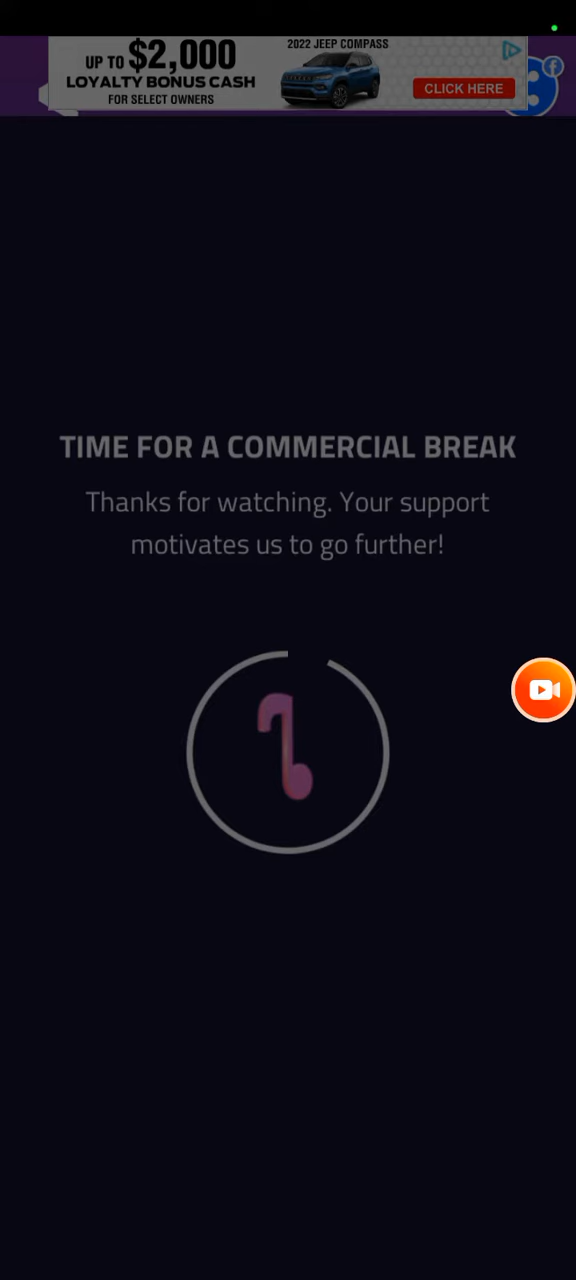 2022 JEEP COMPASS
UP TO $2,000
LOYALTY BONUS CASH
FOR SELECT OWNERS
CLICK HERE
TIME FOR A COMMERCIAL BREAK
Thanks for watching. Your support
motivates us to go further!